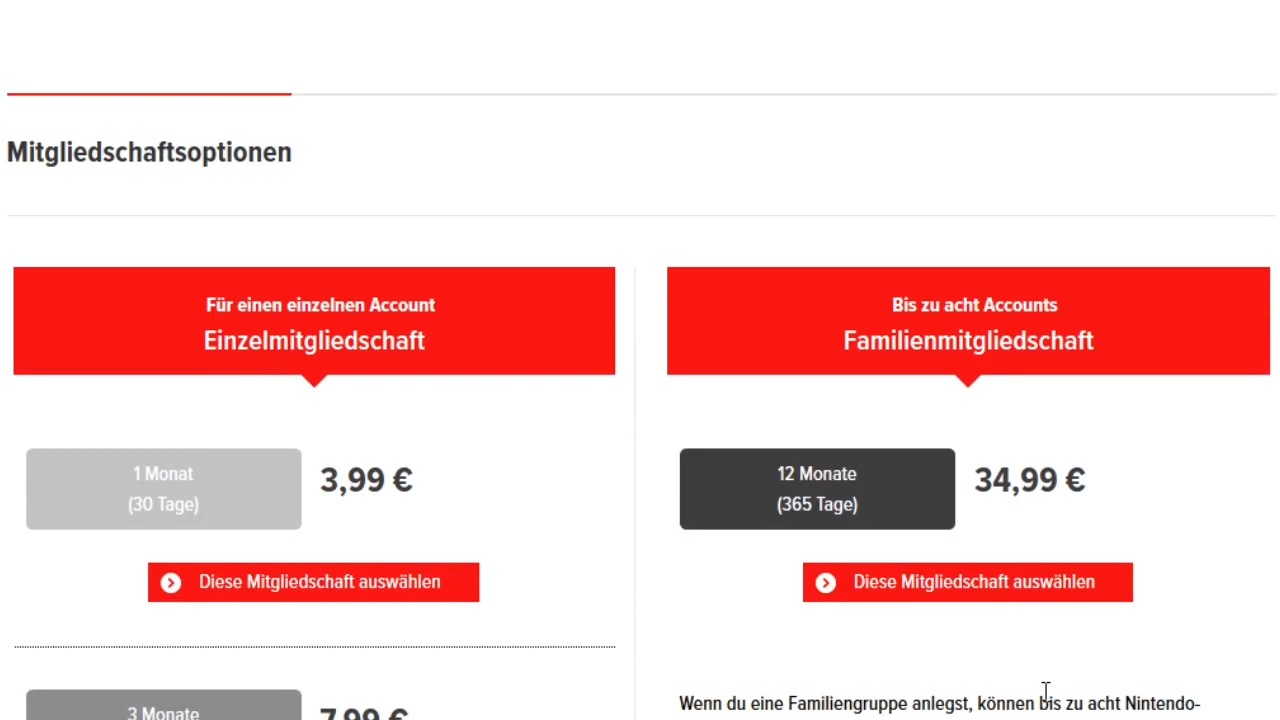 Mitgliedschaftsoptionen
Für einen einzelnen Account
Einzelmitgliedschaft
1 Monat
(30 Tage)
3,99 €
Diese Mitgliedschaft auswählen
3 Monate
7,99 €
Bis zu acht Accounts
Familienmitgliedschaft
12 Monate
(365 Tage)
34,99 €
Diese Mitgliedschaft auswählen
Wenn du eine Familiengruppe anlegst, können bis zu acht Nintendo-